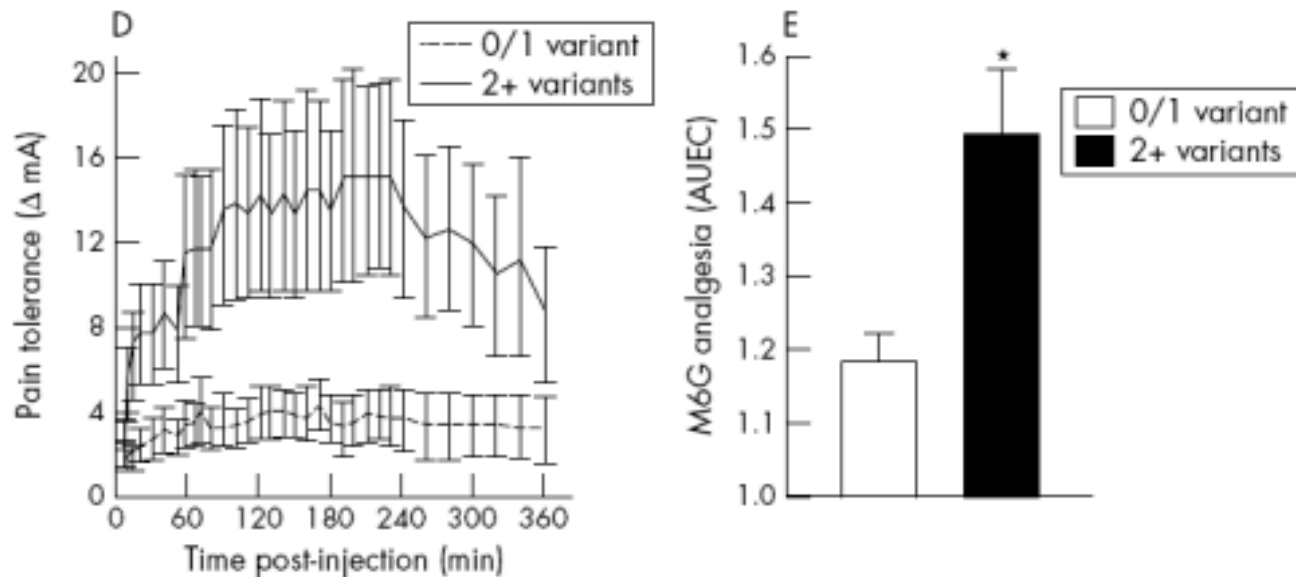 D
0/1 variant
2+ variants
Pain tolerance (Δ mA)
20
16
12
8
4
0
0 60 120 180 240 300 360
Time post-injection (min)
E
*
0/1 variant
2+ variants
M6G analgesia (AUEC)
1.6
1.5
1.4
1.3
1.2
1.1
1.0